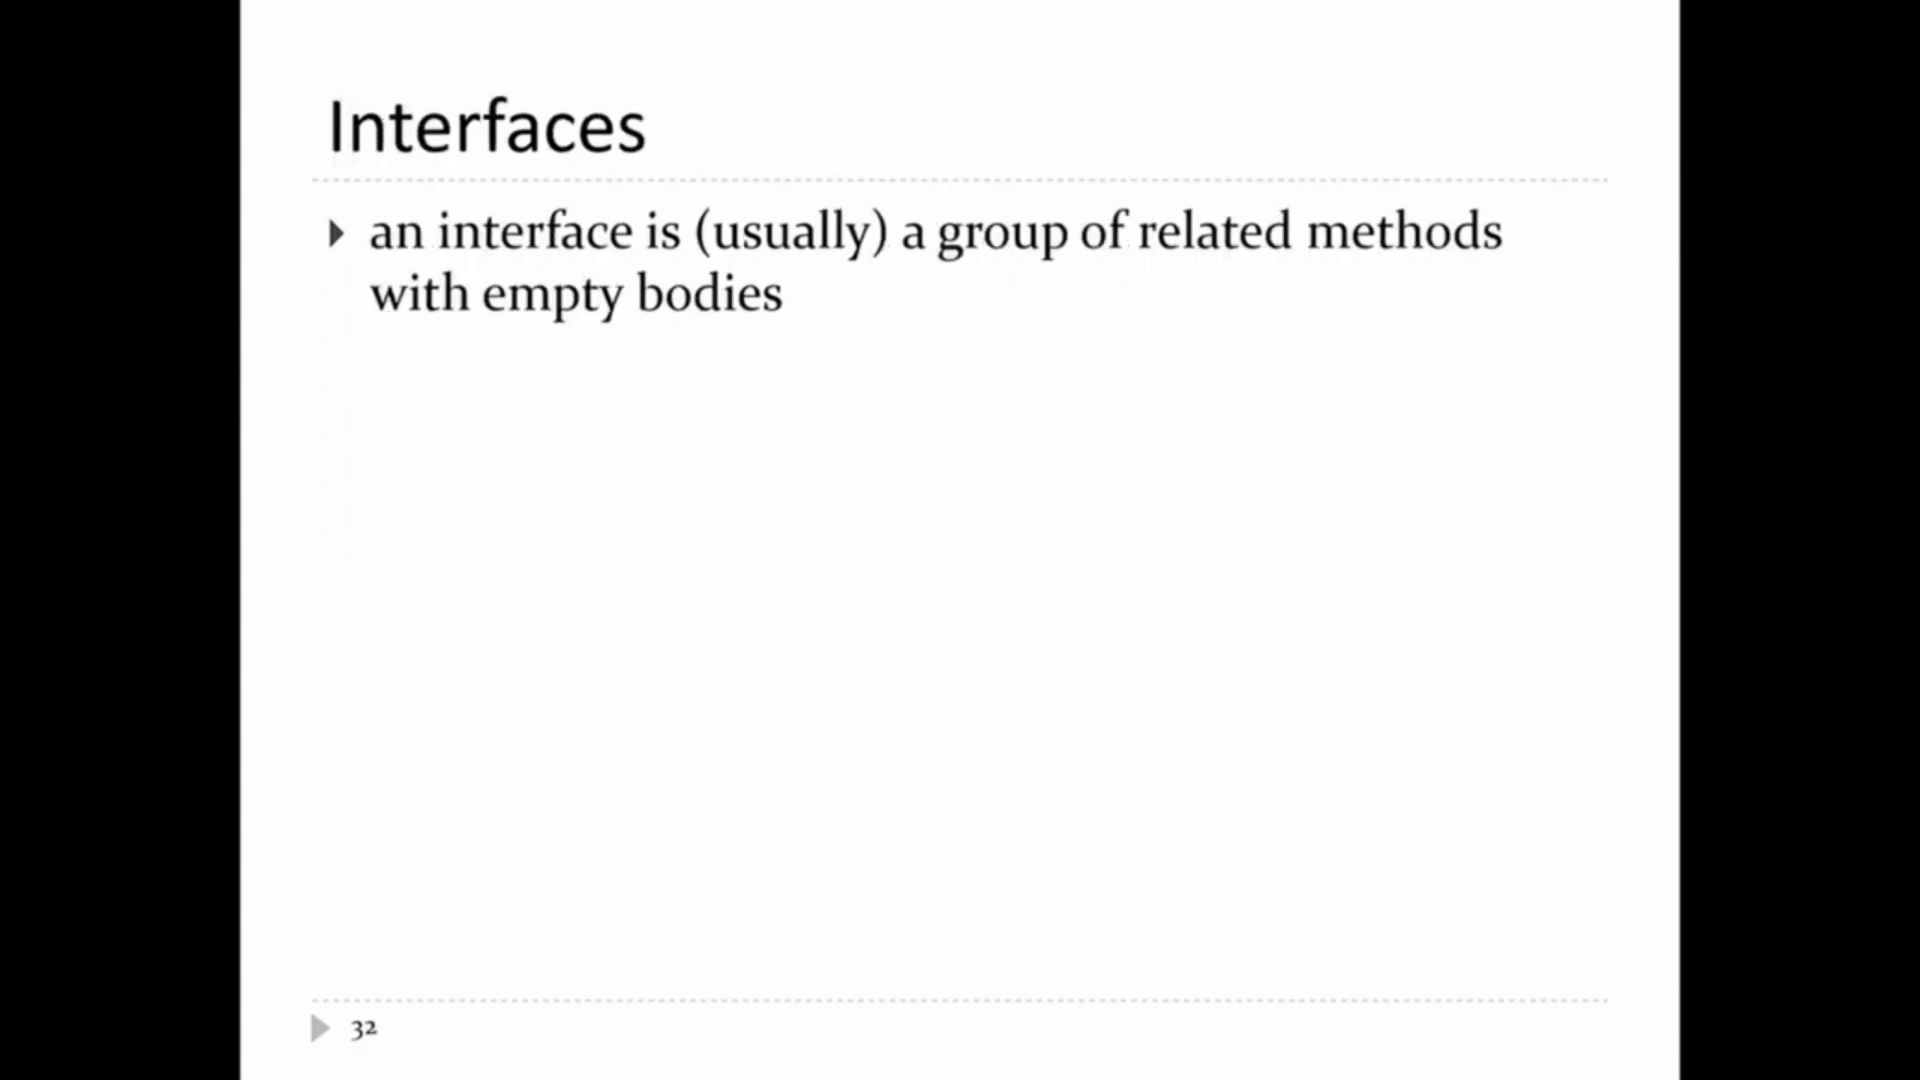 Interfaces
an interface is (usually) a group of related methods
with empty bodies
32